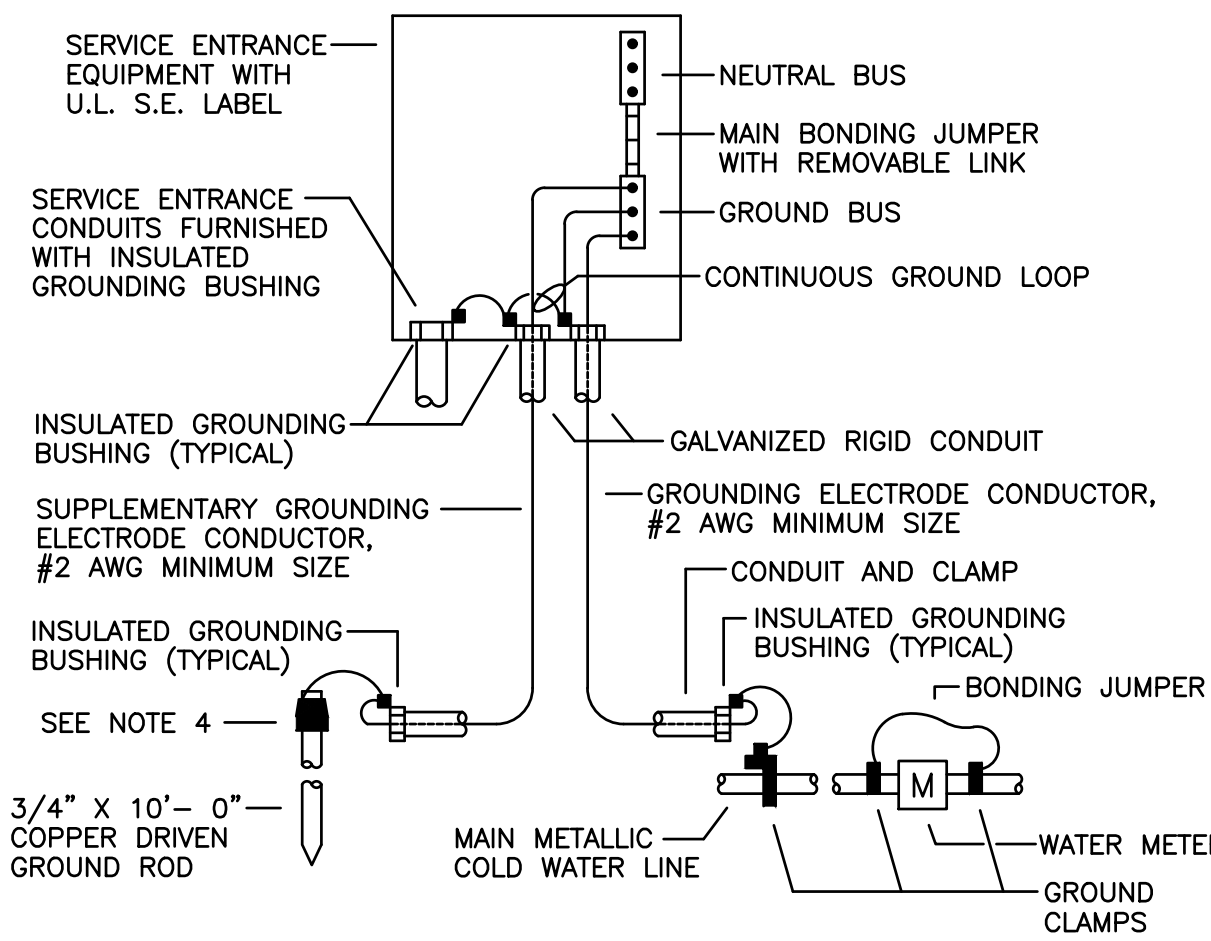 SERVICE ENTRANCE
EQUIPMENT WITH
U.L. S.E. LABEL
NEUTRAL BUS
MAIN BONDING JUMPER
WITH REMOVABLE LINK
SERVICE ENTRANCE
CONDUITS FURNISHED
WITH INSULATED
GROUNDING BUSHING
GROUND BUS
CONTINUOUS GROUND LOOP
INSULATED GROUNDING
BUSHING (TYPICAL)
GALVANIZED RIGID CONDUIT
SUPPLEMENTARY GROUNDING
ELECTRODE CONDUCTOR,
#2 AWG MINIMUM SIZE
GROUNDING ELECTRODE CONDUCTOR,
#2 AWG MINIMUM SIZE
CONDUIT AND CLAMP
INSULATED GROUNDING
BUSHING (TYPICAL)
INSULATED GROUNDING
BUSHING (TYPICAL)
BONDING JUMPER
SEE NOTE 4
M
3/4" X 10'- 0"
COPPER DRIVEN
GROUND ROD
MAIN METALLIC
COLD WATER LINE
WATER METER
GROUND
CLAMPS